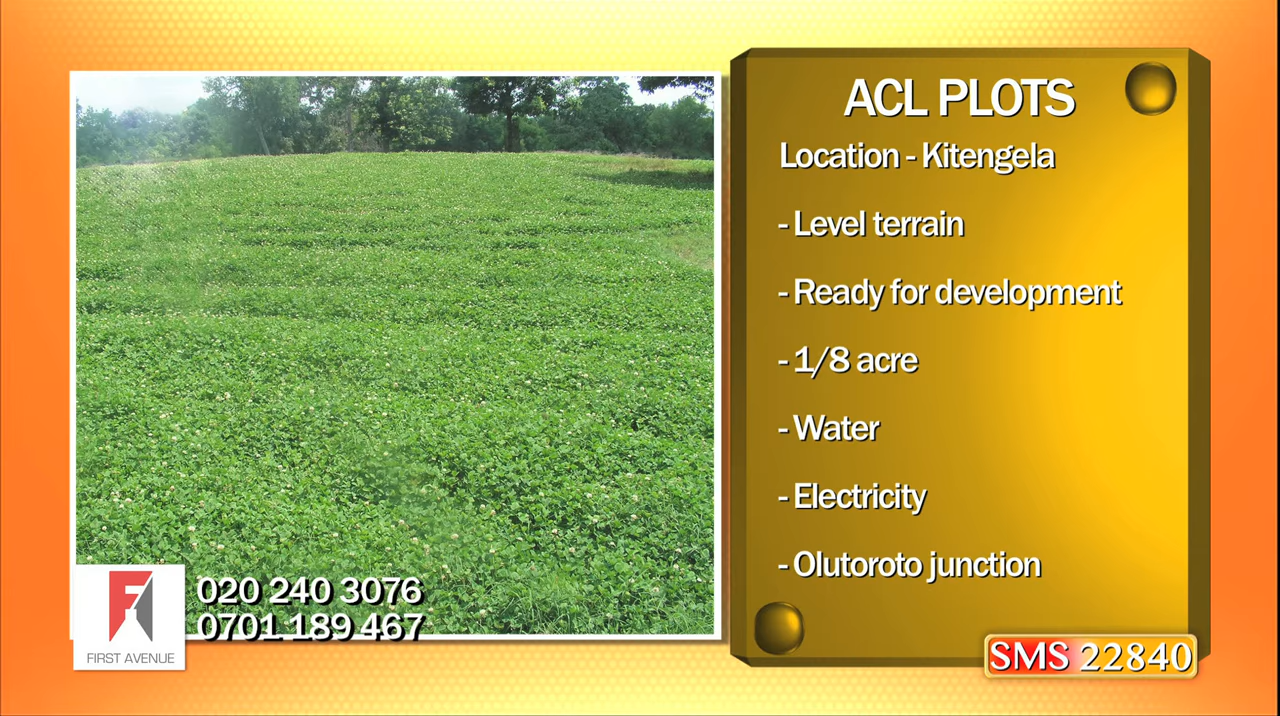 ACL PLOTS
Location - Kitengela
- Level terrain
- Ready for development
- 1/8 acre
- Water
- Electricity
- Olutoroto junction
020 240 3076
0701 189 467
FIRST AVENUE
SMS 22840